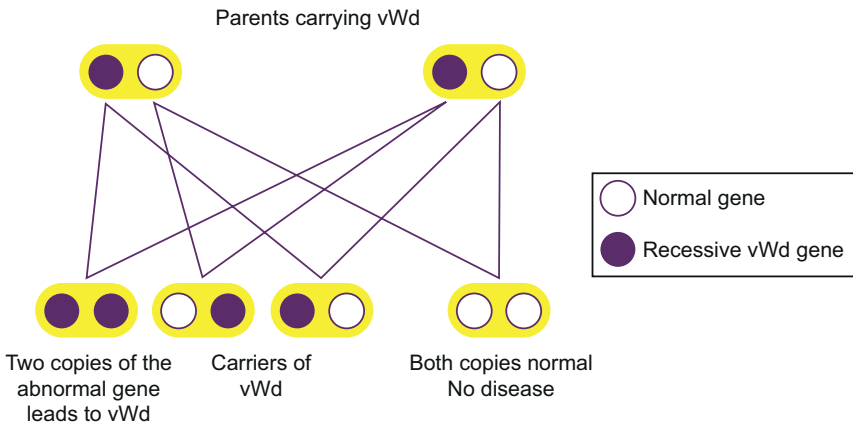 Parents carrying vWd
Normal gene
Recessive vWd gene
Two copies of the
abnormal gene
leads to vWd
Carriers of
vWd
Both copies normal
No disease